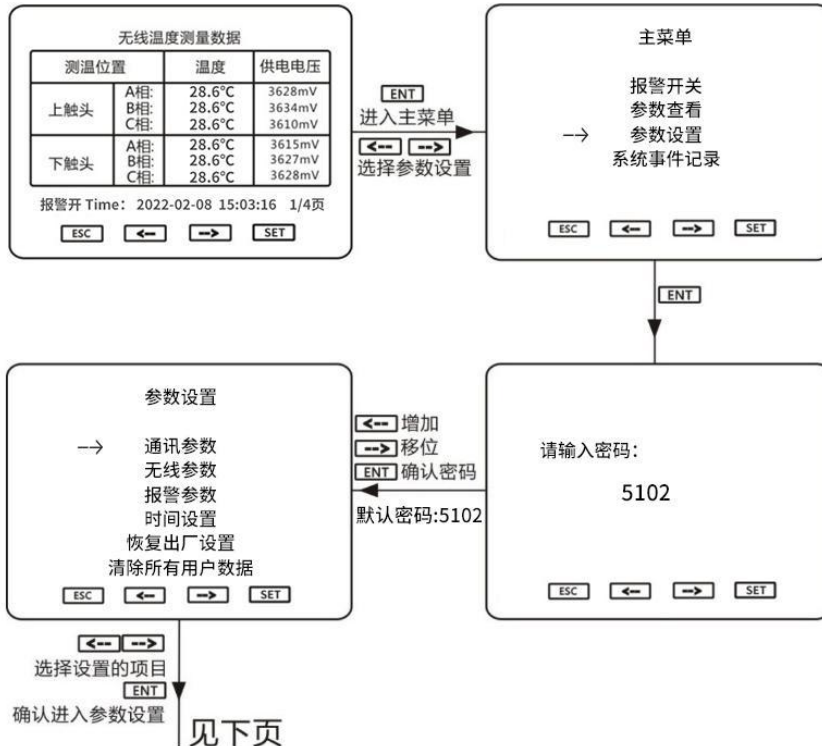 无线温度测量数据
测温位置 温度 供电电压
上触头 A相: 28.6℃ 3628mV
B相: 28.6℃ 3634mV
C相: 28.6℃ 3610mV
下触头 A相: 28.6℃ 3615mV
B相: 28.6℃ 3627mV
C相: 28.6℃ 3628mV
报警开 Time: 2022-02-08 15:03:16 1/4页
ESC <-- --> SET
ENT
进入主菜单
<-- -->
选择参数设置
主菜单
报警开关
参数查看
--> 参数设置
系统事件记录
ESC <-- --> SET
ENT
请输入密码:
5102
ESC <-- --> SET
<-- 增加
--> 移位
ENT 确认密码
默认密码:5102
参数设置
--> 通讯参数
无线参数
报警参数
时间设置
恢复出厂设置
清除所有用户数据
ESC <-- --> SET
<-- -->
选择设置的项目
ENT
确认进入参数设置
见下页